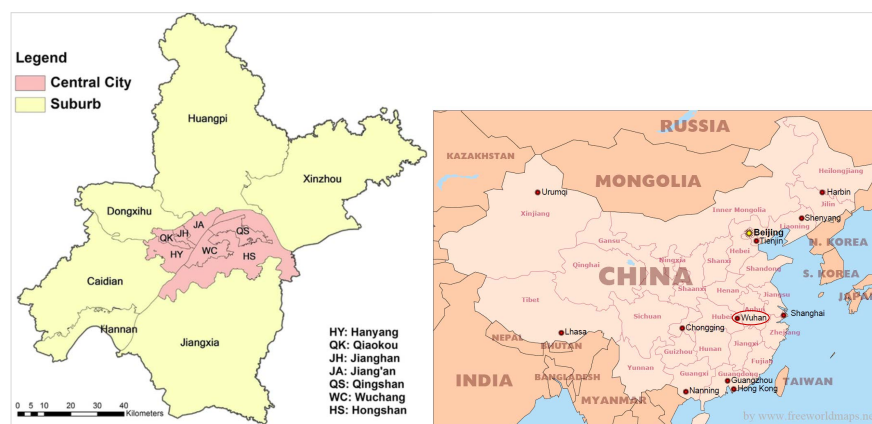 Legend
Central City
Suburb
Huangpi
Xinzhou
Dongxihu
JA
JH
QK
QS
HY
WC
HS
Caidian
Hannan
Jiangxia
HY: Hanyang
QK: Qiaokou
JH: Jianghan
JA: Jiang'an
QS: Qingshan
WC: Wuchang
HS: Hongshan
0 5 10 20 30 40
Kilometers
RUSSIA
KAZAKHSTAN
MONGOLIA
Heilongjiang
Harbin
Urumqi
Jilin
Xinjiang
Inner Mongolia
Shenyang
Liaoning
Beijing
Tienjin
N. KOREA
Gansu
Hebei
Ningxia
Shanxi
Qinghai
CHINA
Shandong
S. KOREA
Shaanxi
Henan
Jiangsu
JAPA
Tibet
Sichuan
Hubei
Anhui
Wuhan
Shanghai
Lhasa
Chongqing
Zhejiang
NEPAL
BHUTAN
Hunan
Jiangxi
Guizhou
Fujian
Yunnan
INDIA
BANGLADESH
Guangxi
Guangdong
Guangzhou
TAIWAN
Nanning
Hong Kong
MYANMAR
by www.freeworldmaps.ne